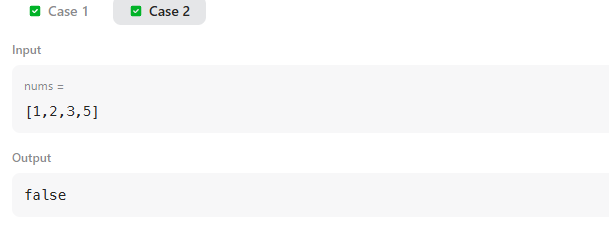 Case 1 Case 2
Input
nums =
[1,2,3,5]
Output
false